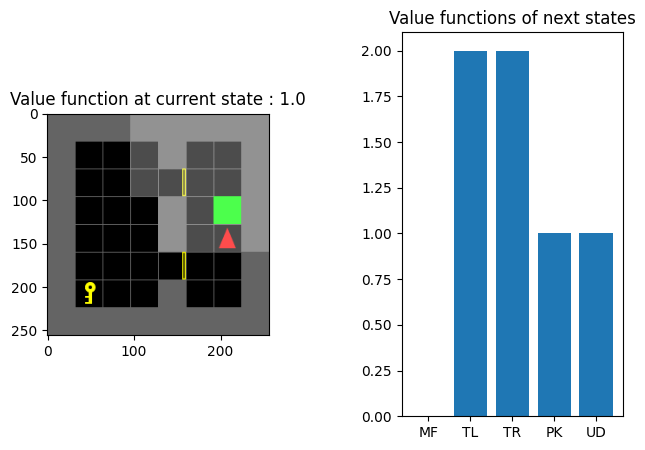 Value function at current state : 1.0
0
50
100
150
200
250
0
100
200
Value functions of next states
2.00
1.75
1.50
1.25
1.00
0.75
0.50
0.25
0.00
MF
TL
TR
PK
UD